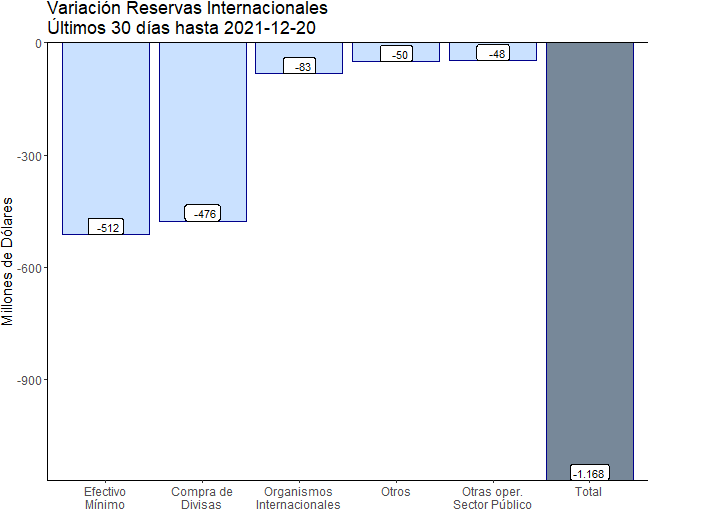 Variación Reservas Internacionales
Últimos 30 días hasta 2021-12-20
Millones de Dólares
0
-300
-600
-900
-512
-476
-83
-50
-48
-1.168
Efectivo
Mínimo
Compra de
Divisas
Organismos
Internacionales
Otros
Otras oper.
Sector Público
Total